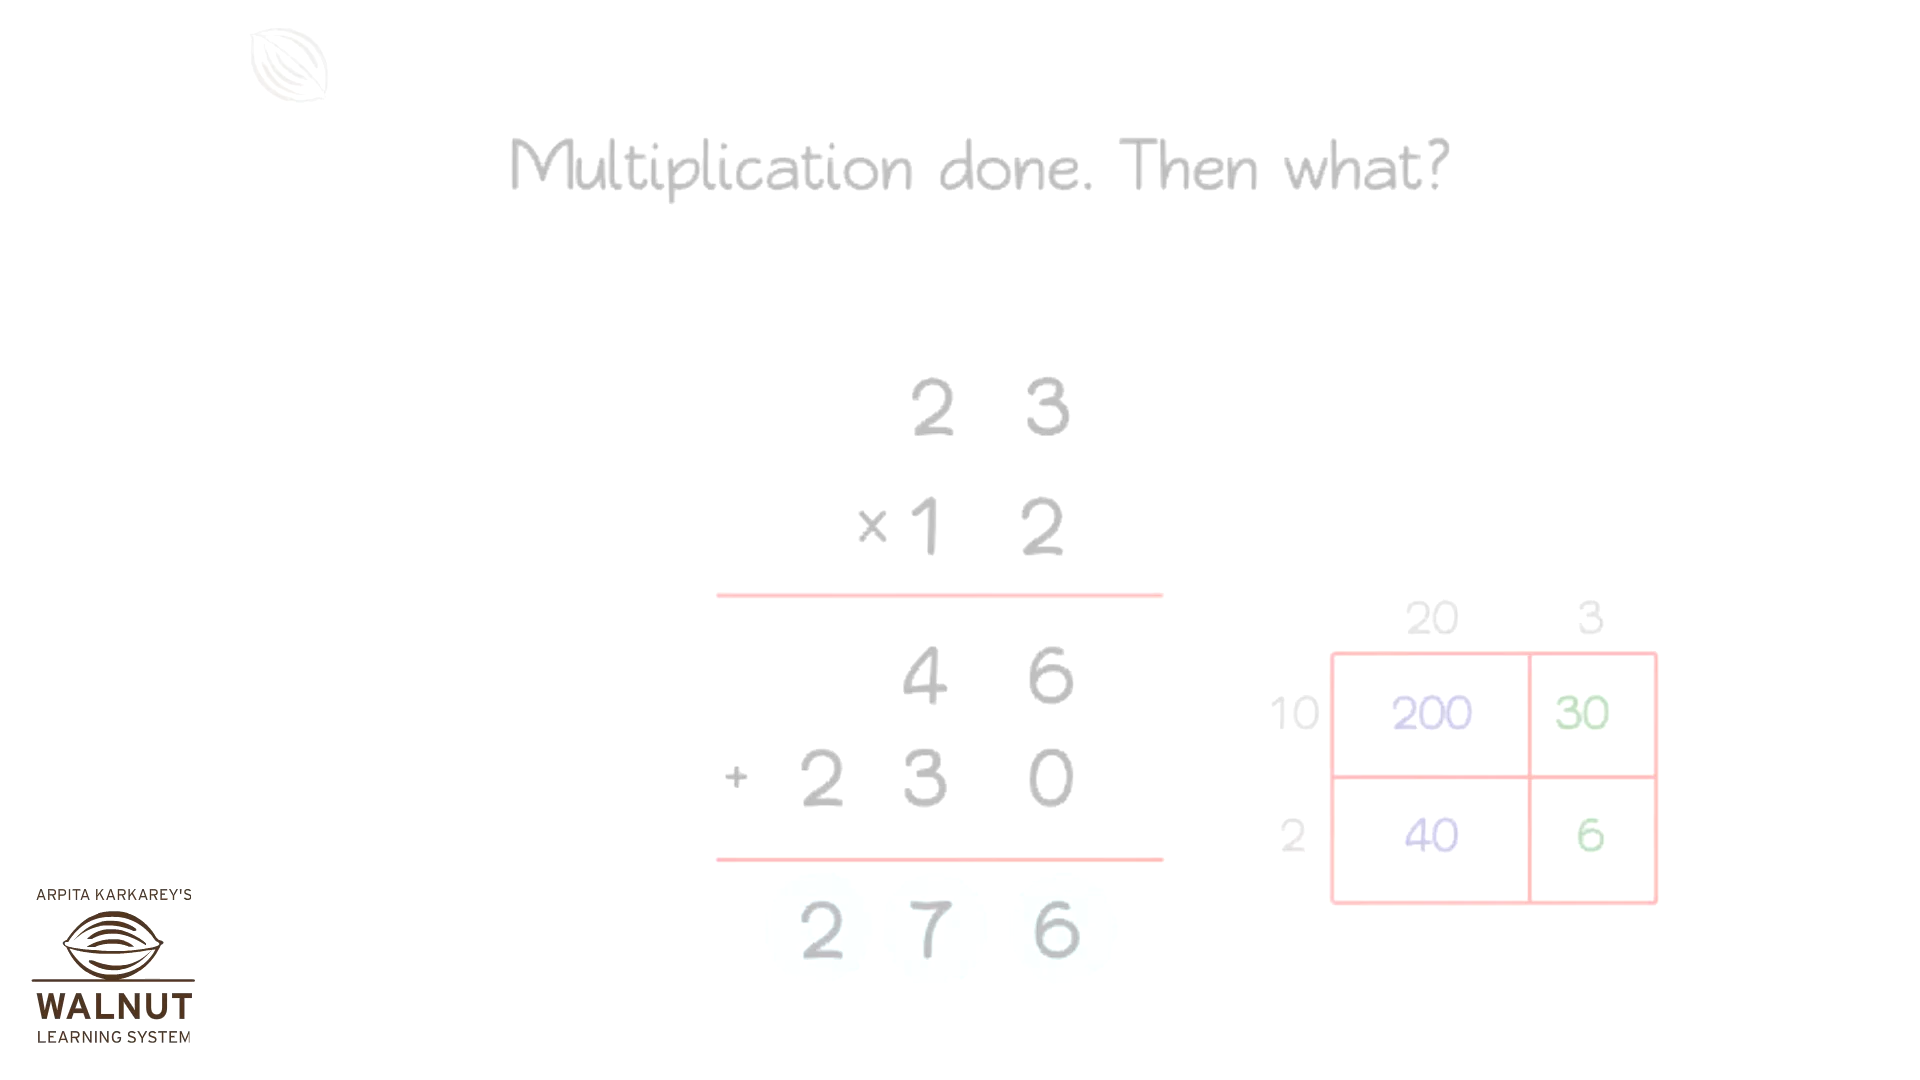 Multiplication done. Then what?
2 3
× 1 2
4 6
+ 2 3 0
2 7 6
20 3
10 200 30
2 40 6
ARPITA KARKAREY'S
WALNUT
LEARNING SYSTEM